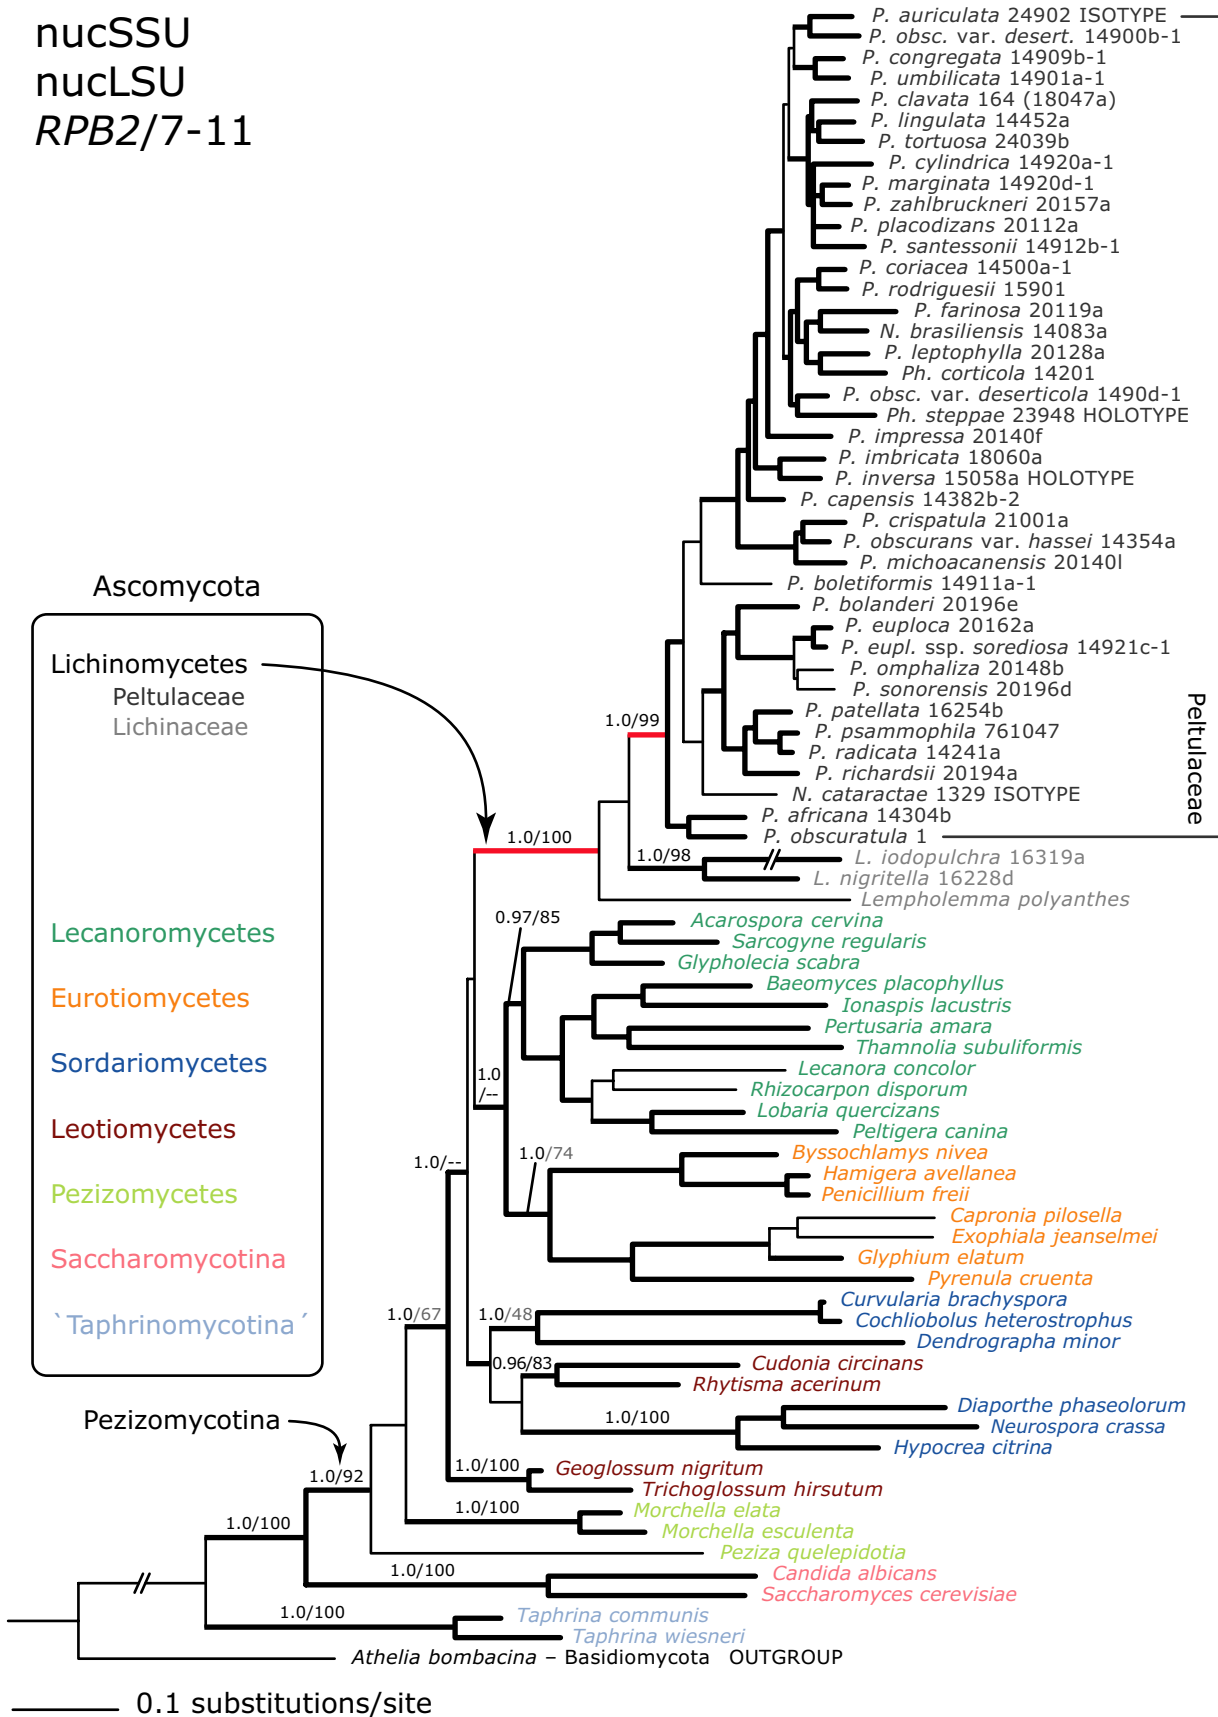 nucSSU
nucLSU
RPB2/7-11
P. auriculata 24902 ISOTYPE
P. obsc. var. desert. 14900b-1
P. congregata 14909b-1
P. umbilicata 14901a-1
P. clavata 164 (18047a)
P. lingulata 14452a
P. tortuosa 24039b
P. cylindrica 14920a-1
P. marginata 14920d-1
P. zahlbruckneri 20157a
P. placodizans 20112a
P. santessonii 14912b-1
P. coriacea 14500a-1
P. rodriguesii 15901
P. farinosa 20119a
N. brasiliensis 14083a
P. leptophylla 20128a
Ph. corticola 14201
P. obsc. var. deserticola 1490d-1
Ph. steppae 23948 HOLOTYPE
P. impressa 20140f
P. imbricata 18060a
P. inversa 15058a HOLOTYPE
P. capensis 14382b-2
P. crispatula 21001a
P. obscurans var. hassei 14354a
P. michoacanensis 20140l
P. boletiformis 14911a-1
P. bolanderi 20196e
P. euploca 20162a
P. eupl. ssp. sorediosa 14921c-1
P. omphaliza 20148b
P. sonorensis 20196d
P. patellata 16254b
P. psammophila 761047
P. radicata 14241a
P. richardsii 20194a
N. cataractae 1329 ISOTYPE
P. africana 14304b
P. obscuratula 1
Peltulaceae
L. iodopulchra 16319a
L. nigritella 16228d
Lempholemma polyanthes
Acarospora cervina
Sarcogyne regularis
Glypholecia scabra
Baeomyces placophyllus
Ionaspis lacustris
Pertusaria amara
Thamnolia subuliformis
Lecanora concolor
Rhizocarpon disporum
Lobaria quercizans
Peltigera canina
Byssochlamys nivea
Hamigera avellanea
Penicillium freii
Capronia pilosella
Exophiala jeanselmei
Glyphium elatum
Pyrenula cruenta
Curvularia brachyspora
Cochliobolus heterostrophus
Dendrographa minor
Cudonia circinans
Rhytisma acerinum
Diaporthe phaseolorum
Neurospora crassa
Hypocrea citrina
Geoglossum nigritum
Trichoglossum hirsutum
Morchella elata
Morchella esculenta
Peziza quelepidotia
Candida albicans
Saccharomyces cerevisiae
Taphrina communis
Taphrina wiesneri
Athelia bombacina – Basidiomycota OUTGROUP
Ascomycota
Lichinomycetes
Peltulaceae
Lichinaceae
Lecanoromycetes
Eurotiomycetes
Sordariomycetes
Leotiomycetes
Pezizomycetes
Saccharomycotina
`Taphrinomycotina´
Pezizomycotina
1.0/99
1.0/100
1.0/98
0.97/85
1.0
/--
1.0/74
1.0/--
1.0/67
1.0/48
0.96/83
1.0/100
1.0/100
1.0/92
1.0/100
1.0/100
1.0/100
1.0/100
0.1 substitutions/site